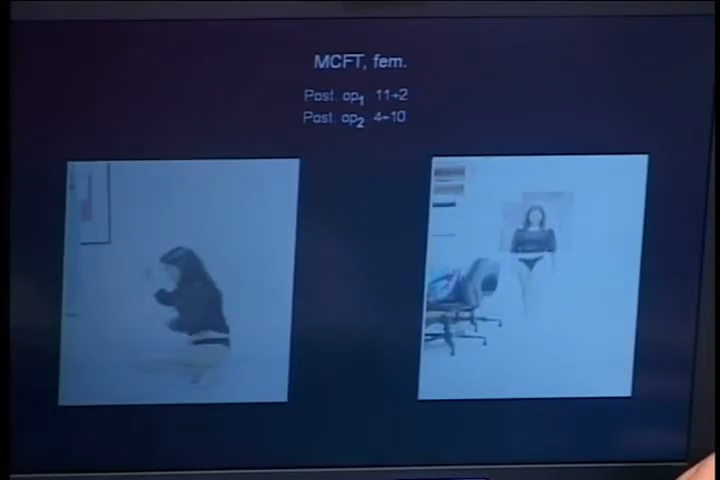 MCFT, fem.
Post. op1 11+2
Post. op2 4+10